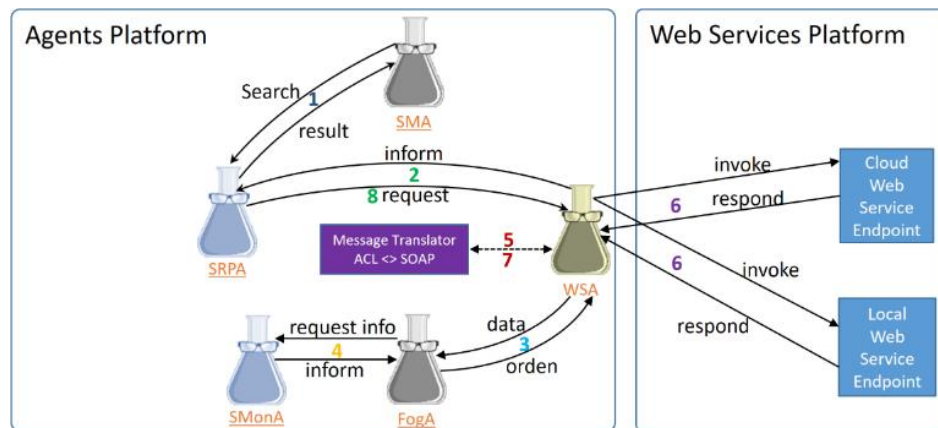 Agents Platform
Web Services Platform
SMA
Search
1
result
inform
2
8 request
SRPA
Message Translator
ACL <> SOAP
5
7
WSA
invoke
6
respond
Cloud
Web
Service
Endpoint
6
invoke
respond
Local
Web
Service
Endpoint
request info
4
inform
data
3
orden
SMonA
FogA